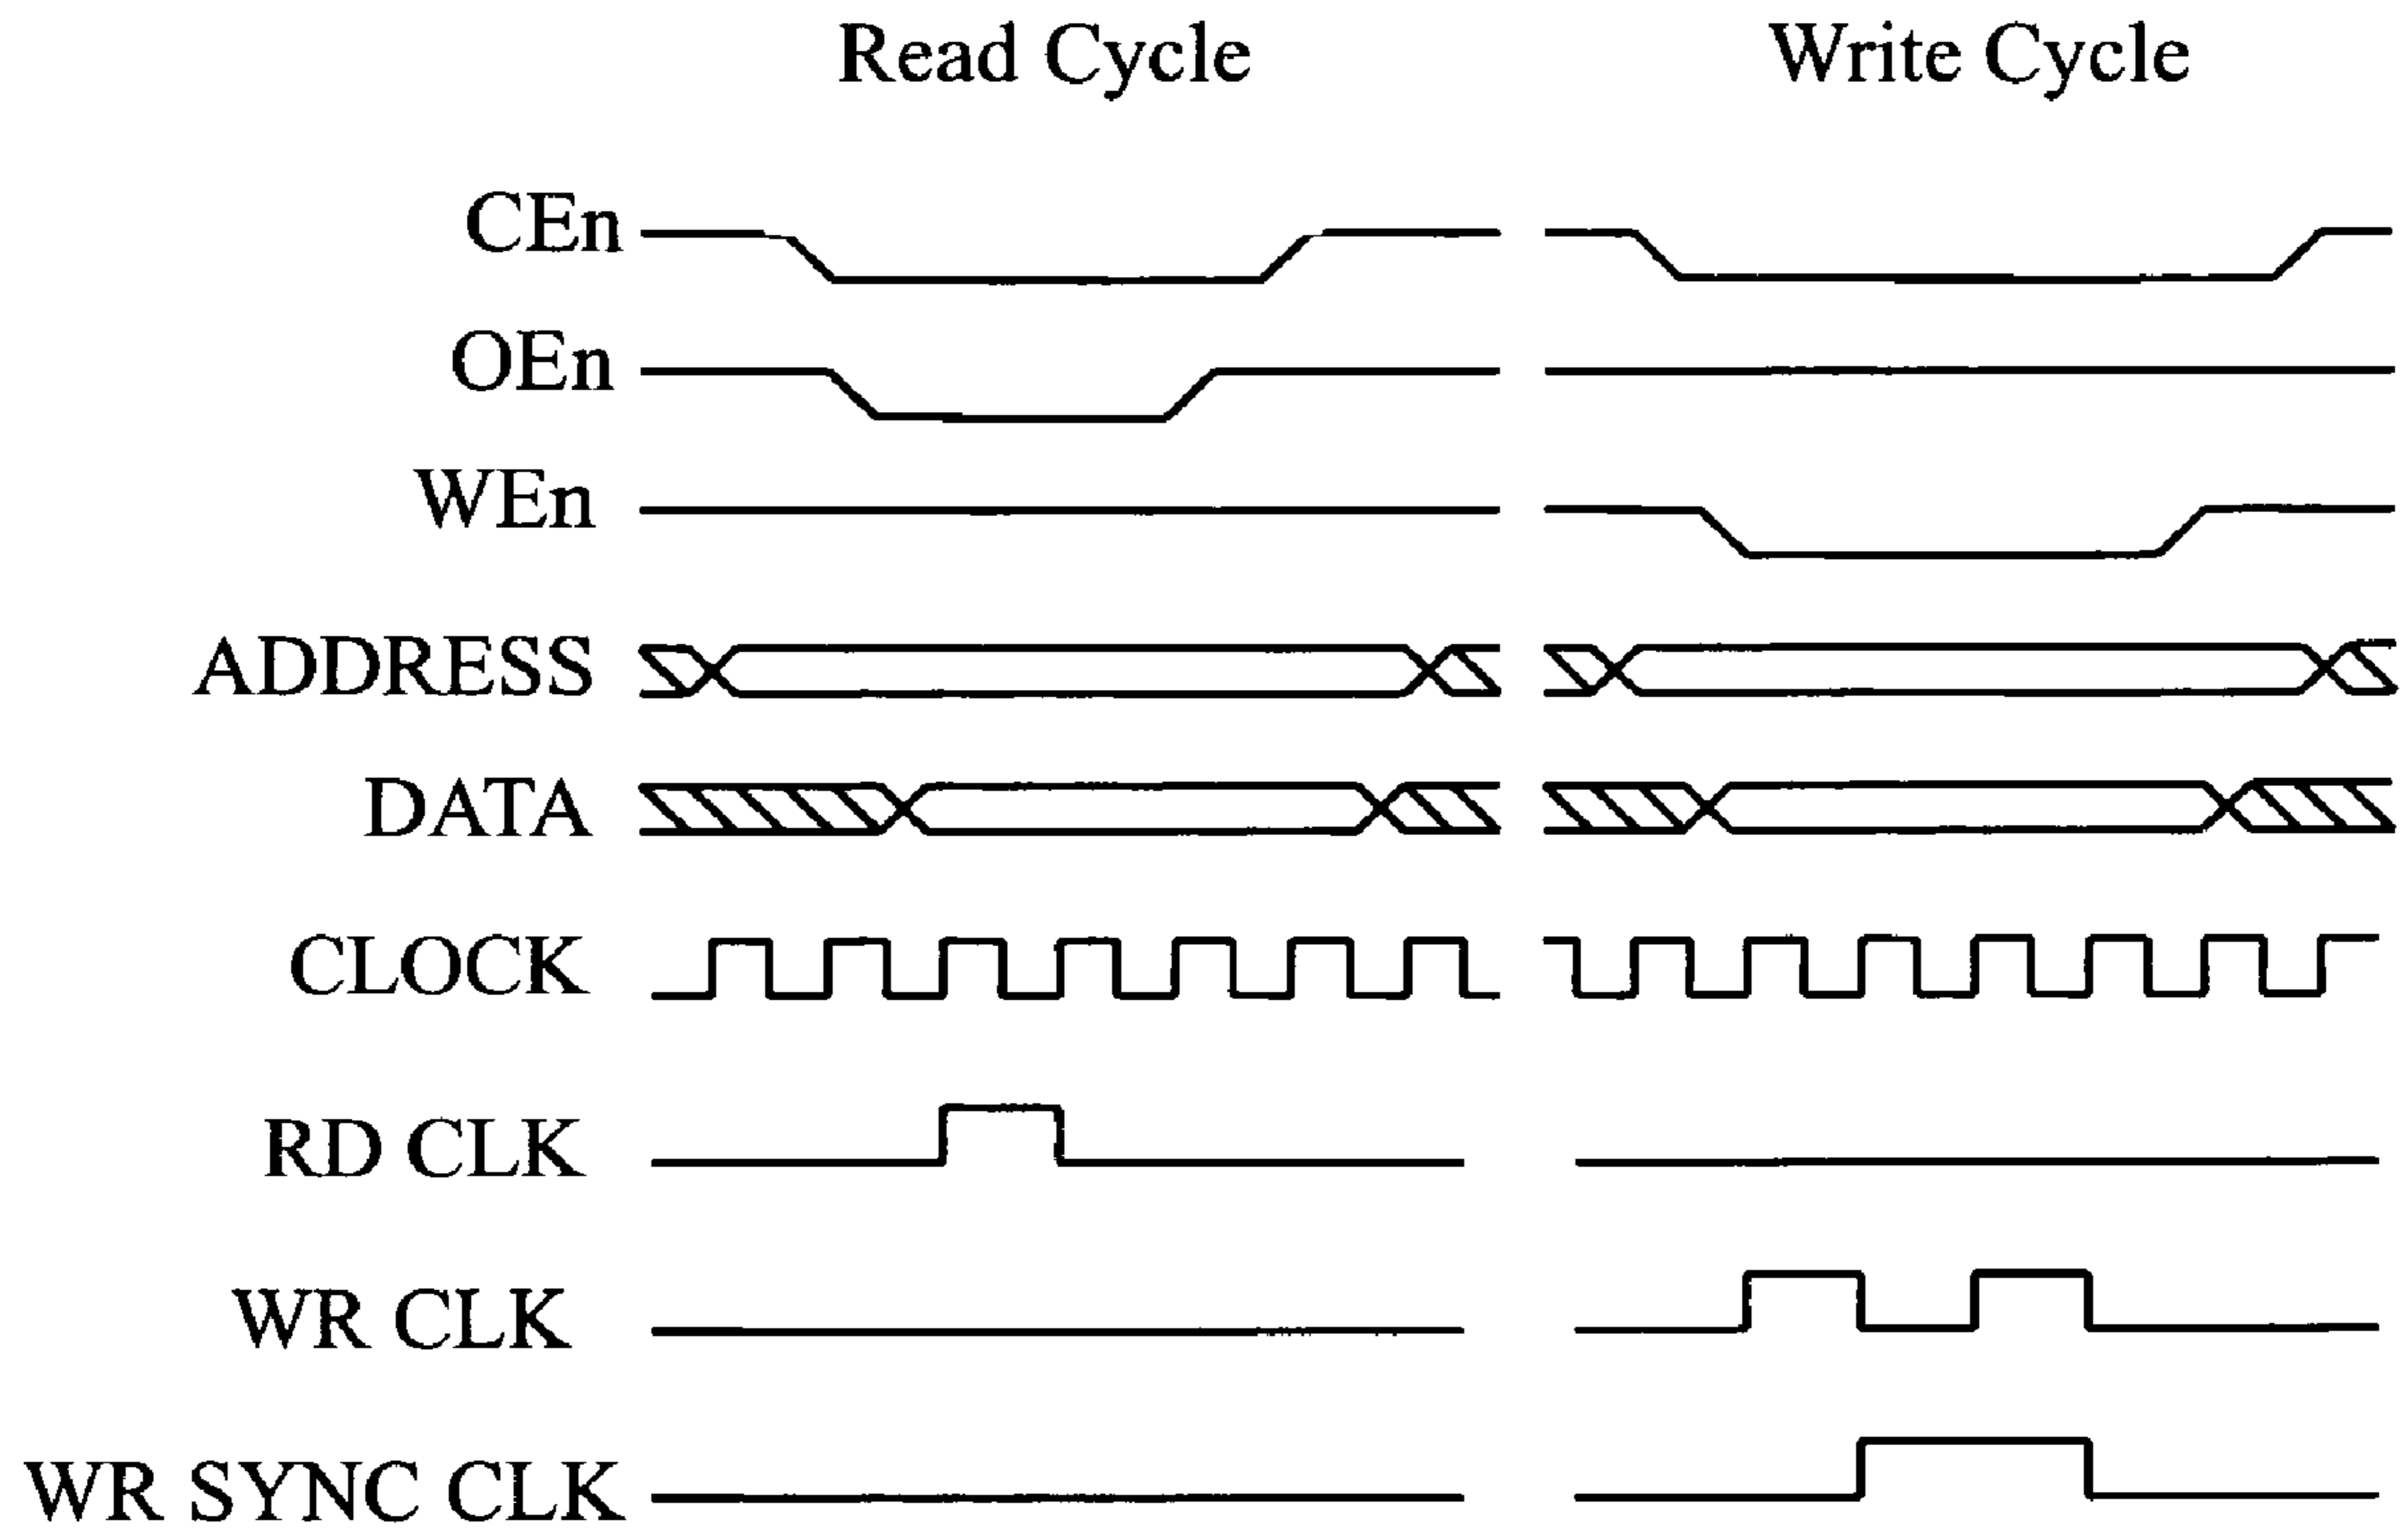 Read Cycle Write Cycle
CEn
OEn
WEn
ADDRESS
DATA
CLOCK
RD CLK
WR CLK
WR SYNC CLK